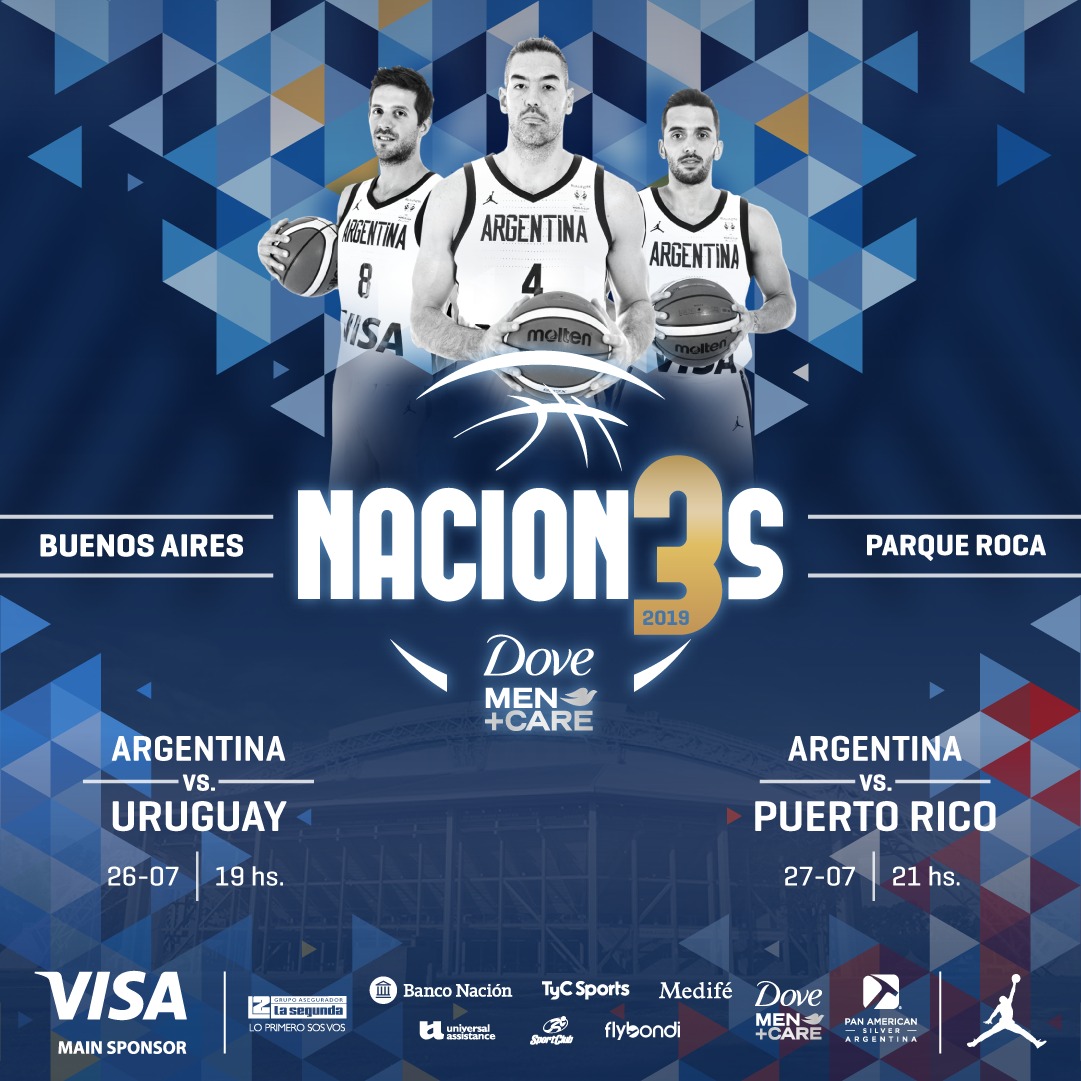 ARGENTINA
8
VISA
ARGENTINA
4
molten
ARGENTINA
molten
VISA
NACION3S
2019
BUENOS AIRES
PARQUE ROCA
Dove
MEN
+CARE
ARGENTINA
VS.
URUGUAY
26-07 | 19 hs.
ARGENTINA
VS.
PUERTO RICO
27-07 | 21 hs.
VISA
MAIN SPONSOR
GRUPO ASEGURADOR
la segunda
LO PRIMERO SOS VOS
Banco Nación
TyC Sports
Medifé
universal
assistance
SportClub
flybondi
Dove
MEN
+CARE
PAN AMERICAN
SILVER
ARGENTINA